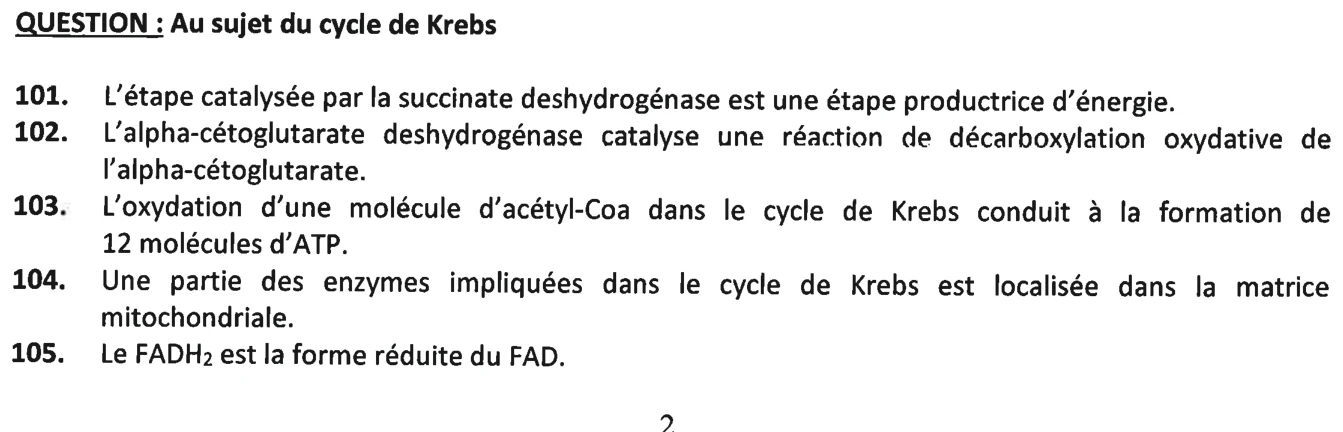 QUESTION : Au sujet du cycle de Krebs
101. L'étape catalysée par la succinate deshydrogénase est une étape productrice d'énergie.
102. L'alpha-cétoglutarate deshydrogénase catalyse une réaction de décarboxylation oxydative de
l'alpha-cétoglutarate.
103. L'oxydation d'une molécule d'acétyl-Coa dans le cycle de Krebs conduit à la formation de
12 molécules d'ATP.
104. Une partie des enzymes impliquées dans le cycle de Krebs est localisée dans la matrice
mitochondriale.
105. Le FADH₂ est la forme réduite du FAD.
2